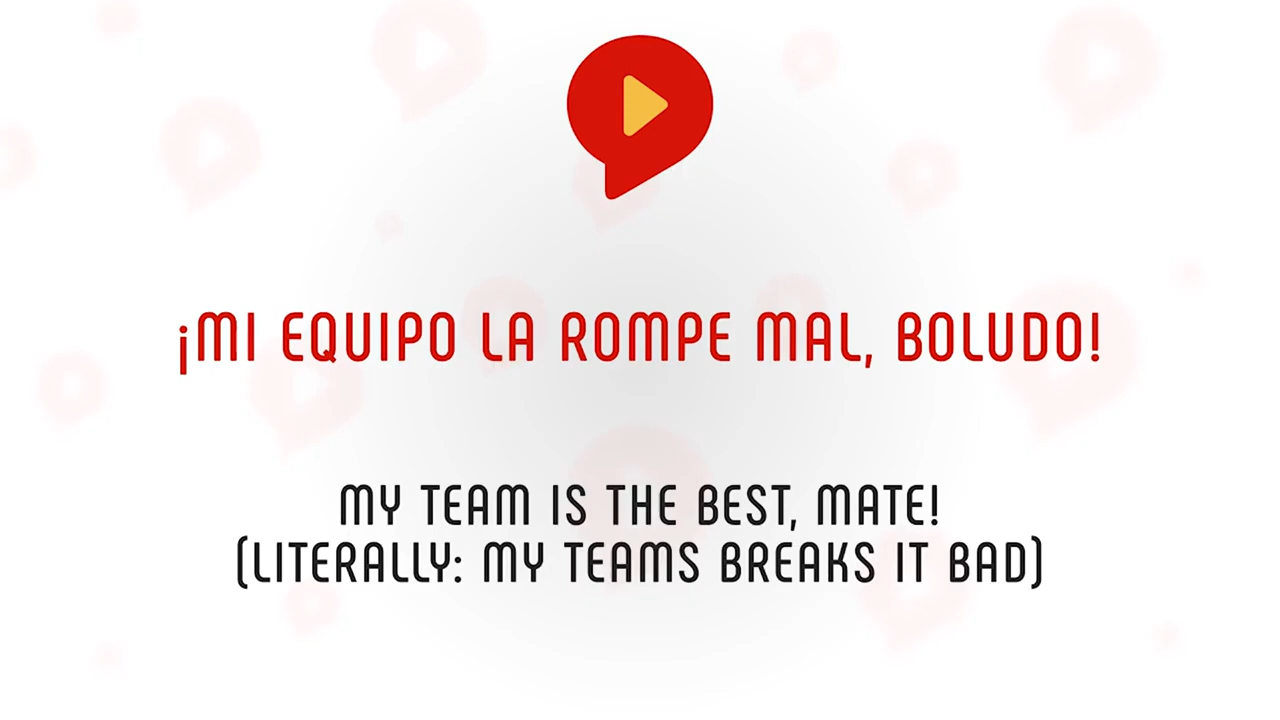 ¡MI EQUIPO LA ROMPE MAL, BOLUDO!
MY TEAM IS THE BEST, MATE!
(LITERALLY: MY TEAMS BREAKS IT BAD)